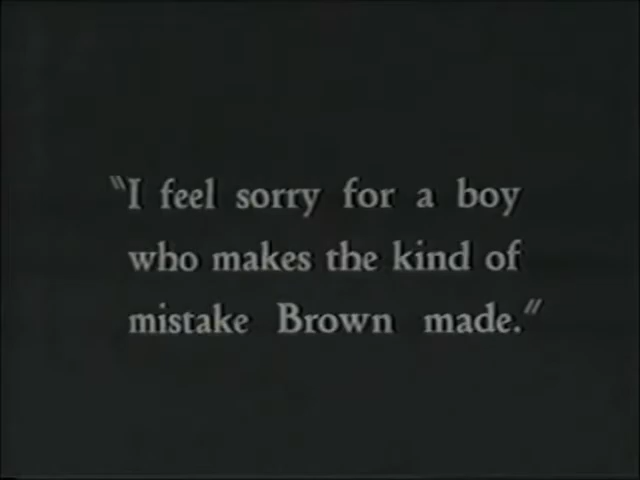 "I feel sorry for a boy
who makes the kind of
mistake Brown made."